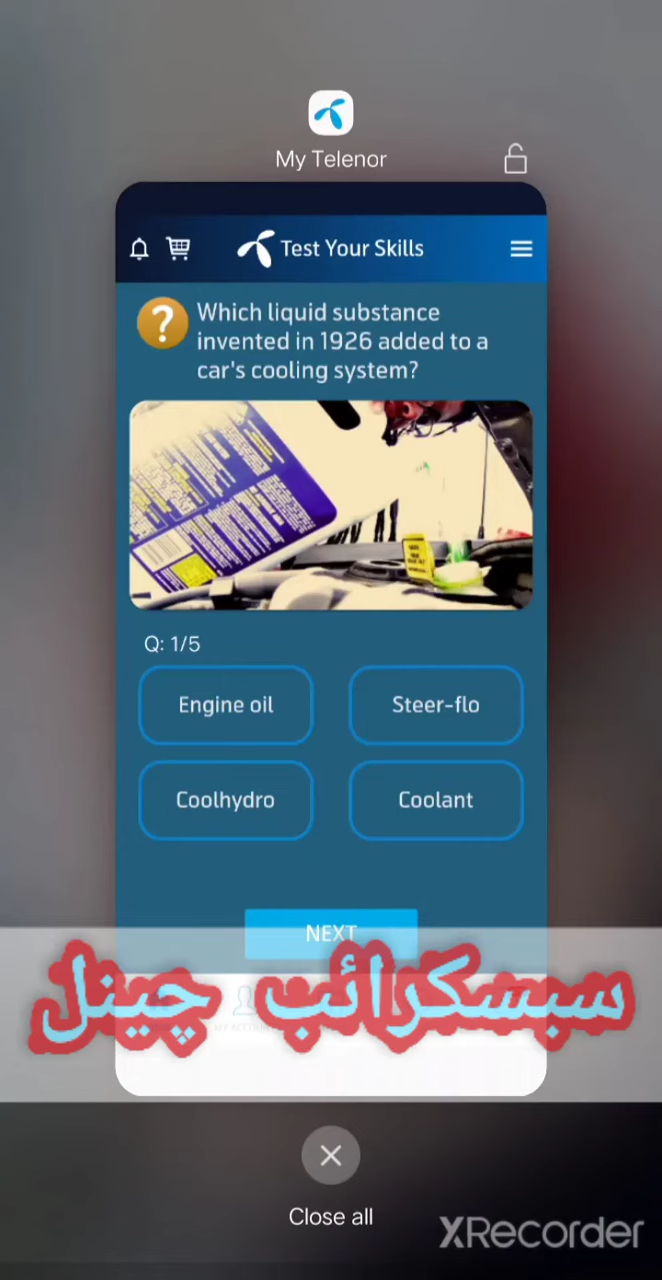 My Telenor
Test Your Skills
?
Which liquid substance
invented in 1926 added to a
car's cooling system?
Q: 1/5
Engine oil
Steer-flo
Coolhydro
Coolant
NEXT
سبسکرائب چینل
Close all
XRecorder